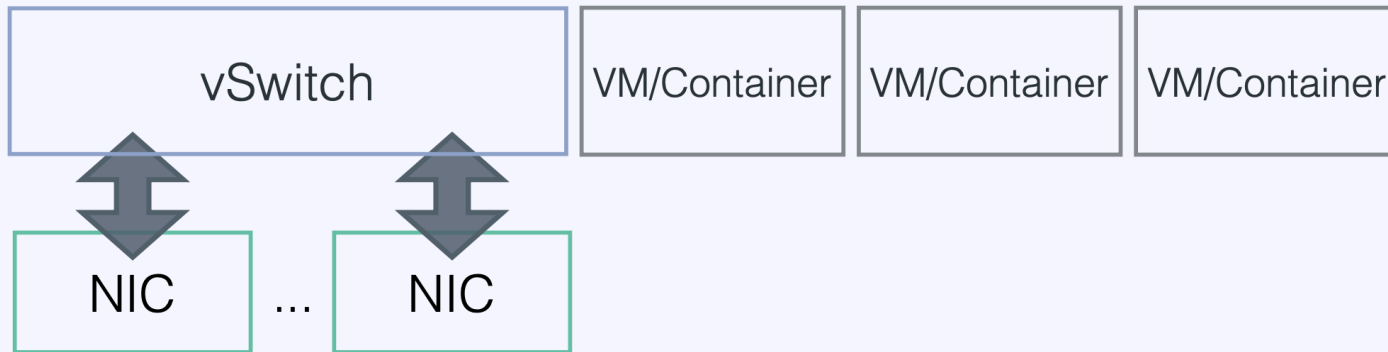 vSwitch
VM/Container
VM/Container
VM/Container
NIC
...
NIC